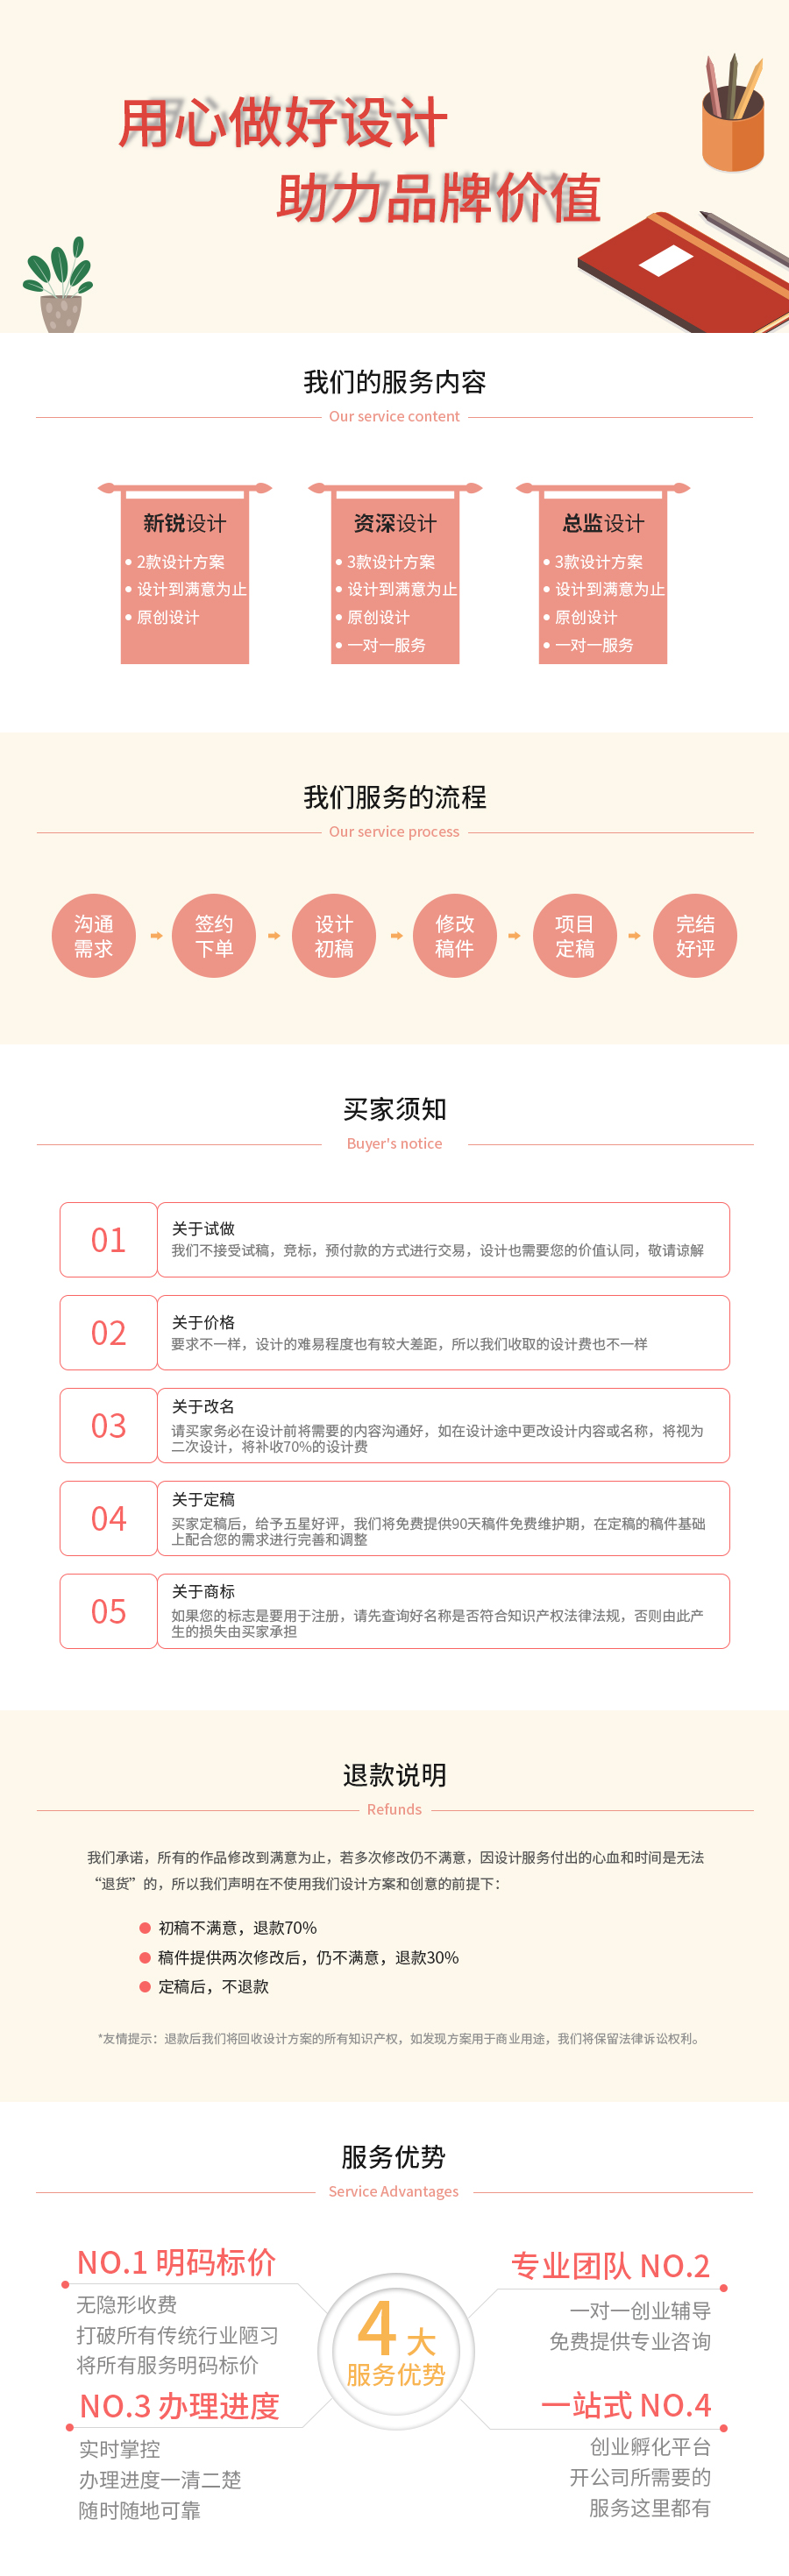 用心做好设计
助力品牌价值
我们的服务内容
Our service content
新锐设计
2款设计方案
设计到满意为止
原创设计
资深设计
3款设计方案
设计到满意为止
原创设计
一对一服务
总监设计
3款设计方案
设计到满意为止
原创设计
一对一服务
我们服务的流程
Our service process
沟通
需求
签约
下单
设计
初稿
修改
稿件
项目
定稿
完结
好评
买家须知
Buyer's notice
01
关于试做
我们不接受试稿，竞标，预付款的方式进行交易，设计也需要您的价值认同，敬请谅解
02
关于价格
要求不一样，设计的难易程度也有较大差距，所以我们收取的设计费也不一样
03
关于改名
请买家务必在设计前将需要的内容沟通好，如在设计途中更改设计内容或名称，将视为
二次设计，将补收70%的设计费
04
关于定稿
买家定稿后，给予五星好评，我们将免费提供90天稿件免费维护期，在定稿的稿件基础
上配合您的需求进行完善和调整
05
关于商标
如果您的标志是要用于注册，请先查询好名称是否符合知识产权法律法规，否则由此产
生的损失由买家承担
退款说明
Refunds
我们承诺，所有的作品修改到满意为止，若多次修改仍不满意，因设计服务付出的心血和时间是无法
“退货”的，所以我们声明在不使用我们设计方案和创意的前提下：
初稿不满意，退款70%
稿件提供两次修改后，仍不满意，退款30%
定稿后，不退款
*友情提示：退款后我们将回收设计方案的所有知识产权，如发现方案用于商业用途，我们将保留法律诉讼权利。
服务优势
Service Advantages
NO.1 明码标价
无隐形收费
打破所有传统行业陋习
将所有服务明码标价
专业团队 NO.2
一对一创业辅导
免费提供专业咨询
4大
服务优势
NO.3 办理进度
实时掌控
办理进度一清二楚
随时随地可靠
一站式 NO.4
创业孵化平台
开公司所需要的
服务这里都有